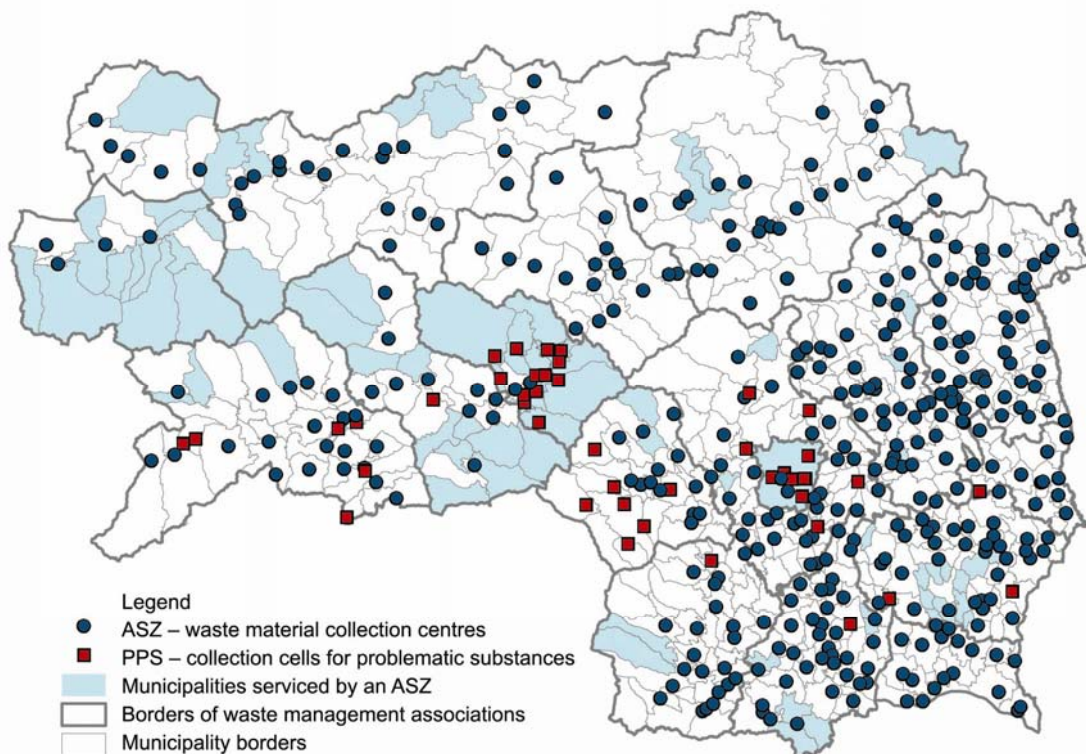 Legend
ASZ – waste material collection centres
PPS – collection cells for problematic substances
Municipalities serviced by an ASZ
Borders of waste management associations
Municipality borders